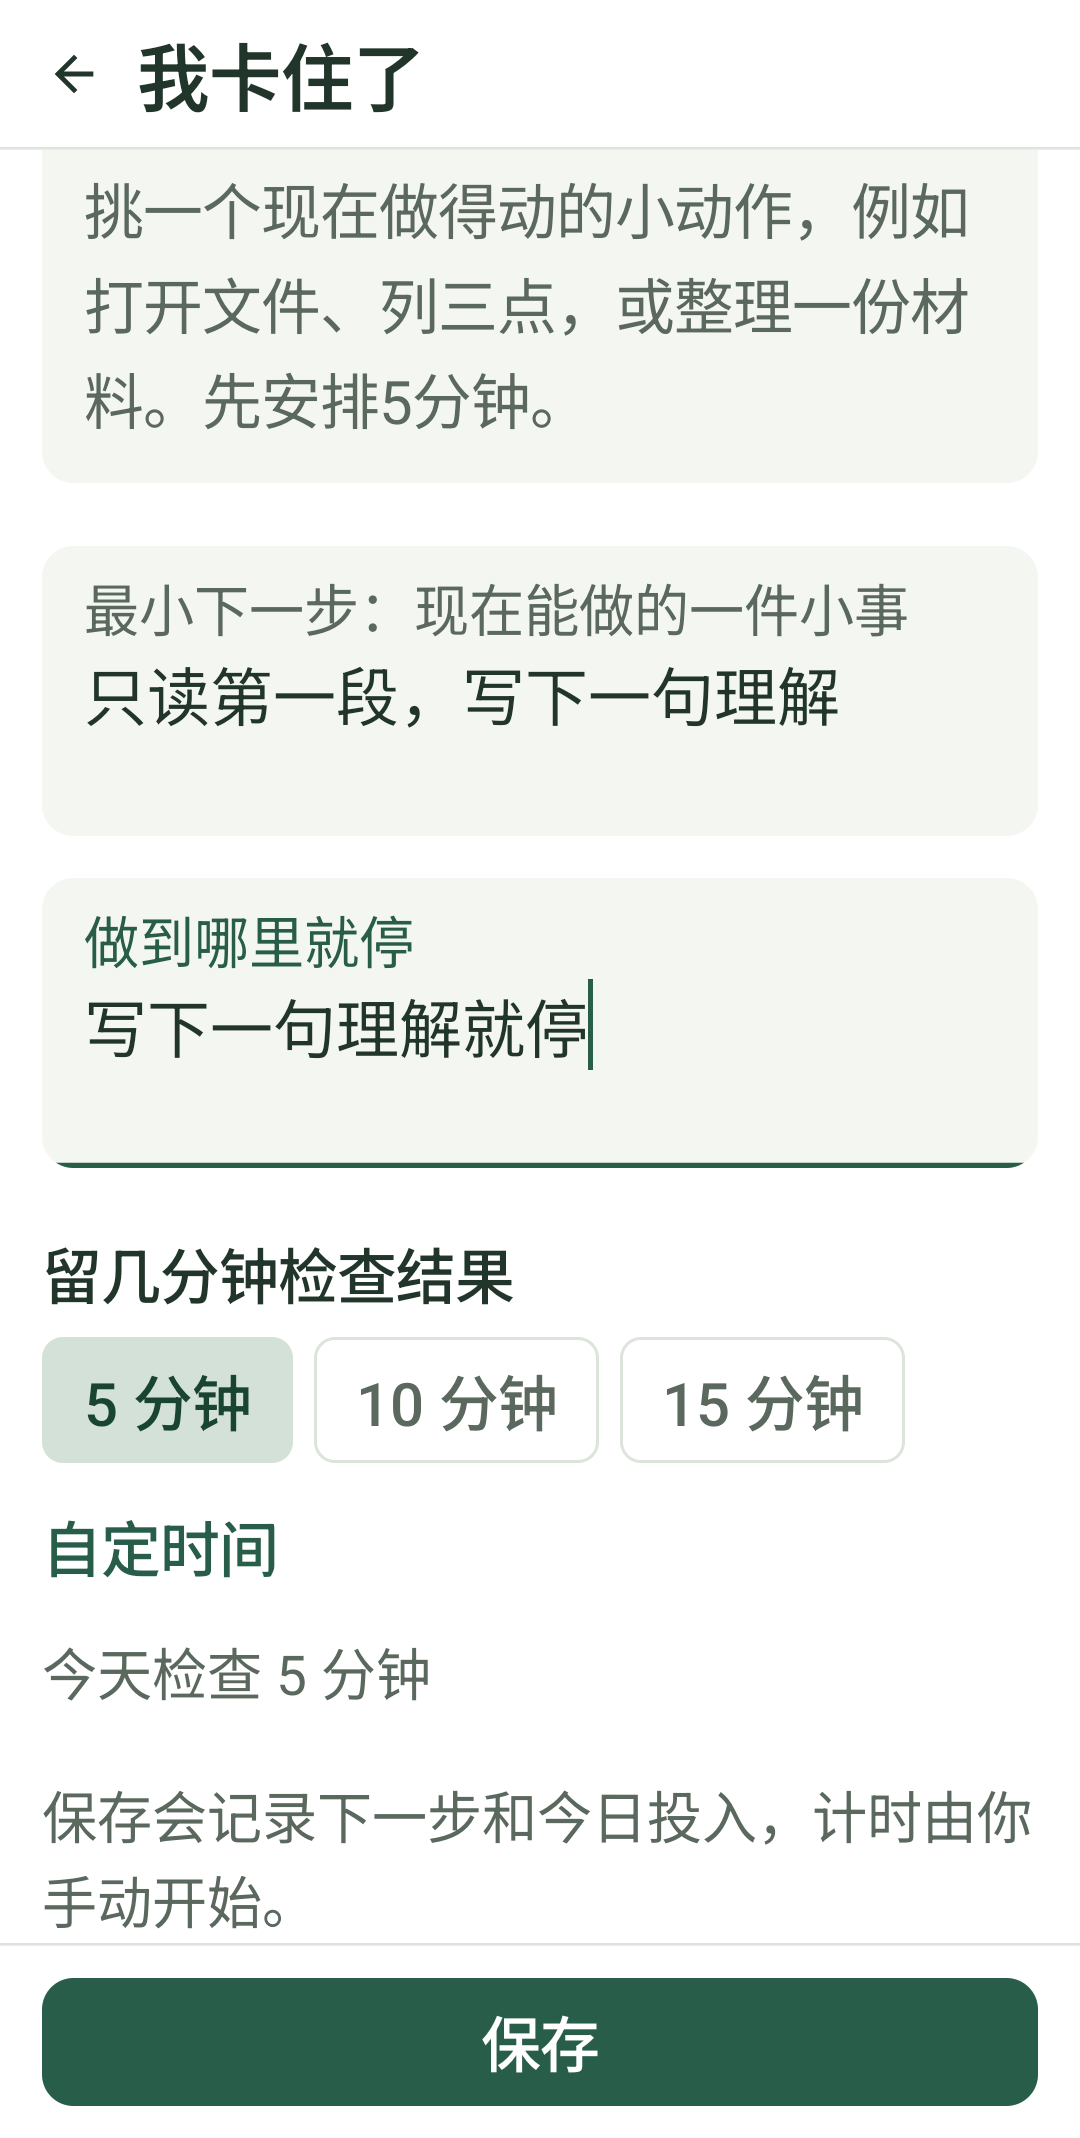 我卡住了
挑一个现在做得动的小动作，例如
打开文件、列三点，或整理一份材
料。先安排5分钟。
最小下一步：现在能做的一件小事
只读第一段，写下一句理解
做到哪里就停
写下一句理解就停
留几分钟检查结果
5 分钟 10 分钟 15 分钟
自定时间
今天检查 5 分钟
保存会记录下一步和今日投入，计时由你
手动开始。
保存